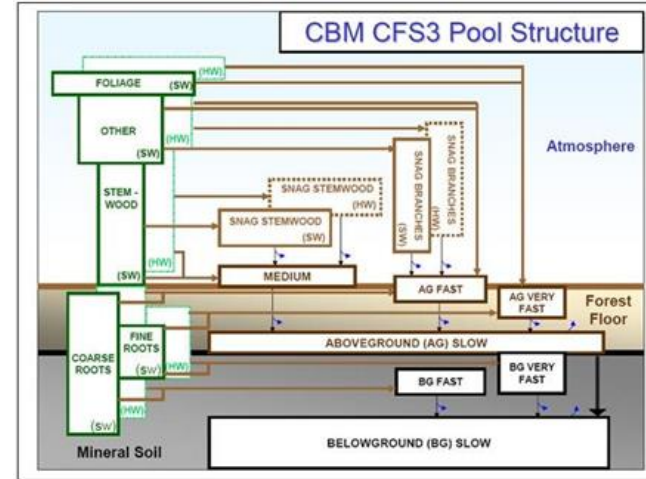 CBM CFS3 Pool Structure
(HW)
FOLIAGE
(SW)
OTHER
(SW)
(HW)
Atmosphere
STEM -
WOOD
(SW)
(HW)
SNAG STEMWOOD
(HW)
SNAG STEMWOOD
(SW)
SNAG BRANCHES
(SW)
SNAG BRANCHES
(HW)
MEDIUM
AG FAST
AG VERY
FAST
Forest
Floor
COARSE
ROOTS
(SW)
(HW)
FINE
ROOTS
(SW)
(HW)
ABOVEGROUND (AG) SLOW
BG FAST
BG VERY
FAST
BELOWGROUND (BG) SLOW
Mineral Soil